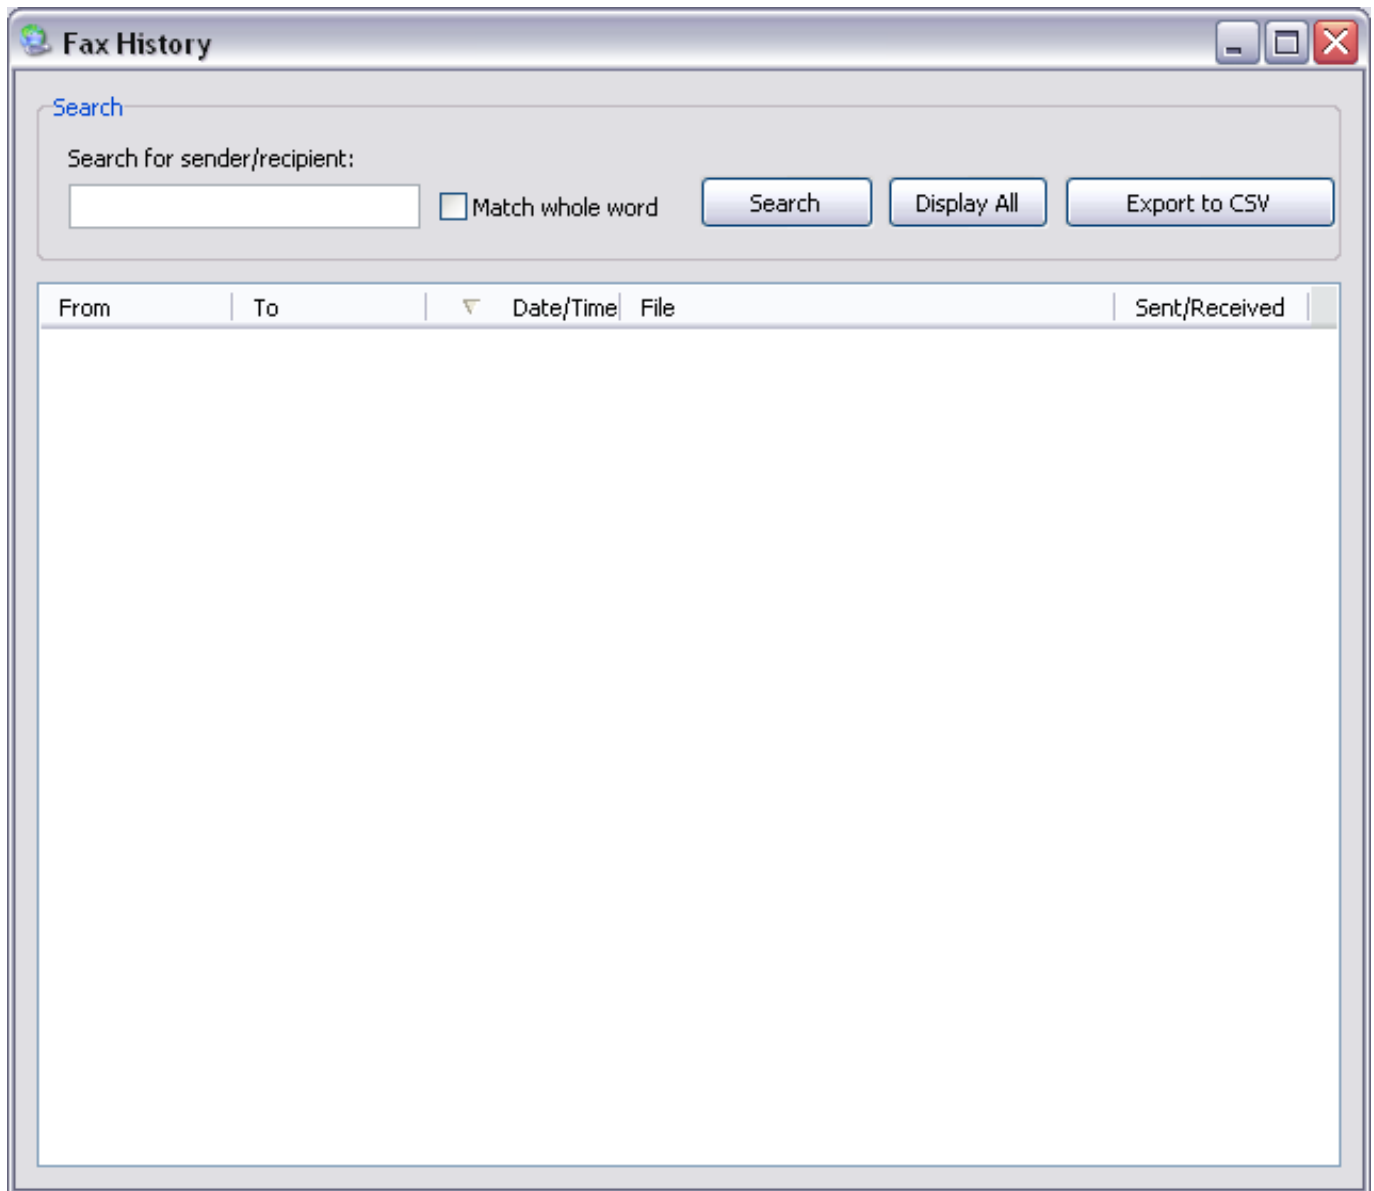 Fax History
Search
Search for sender/recipient:
Match whole word Search Display All Export to CSV
From To Date/Time File Sent/Received